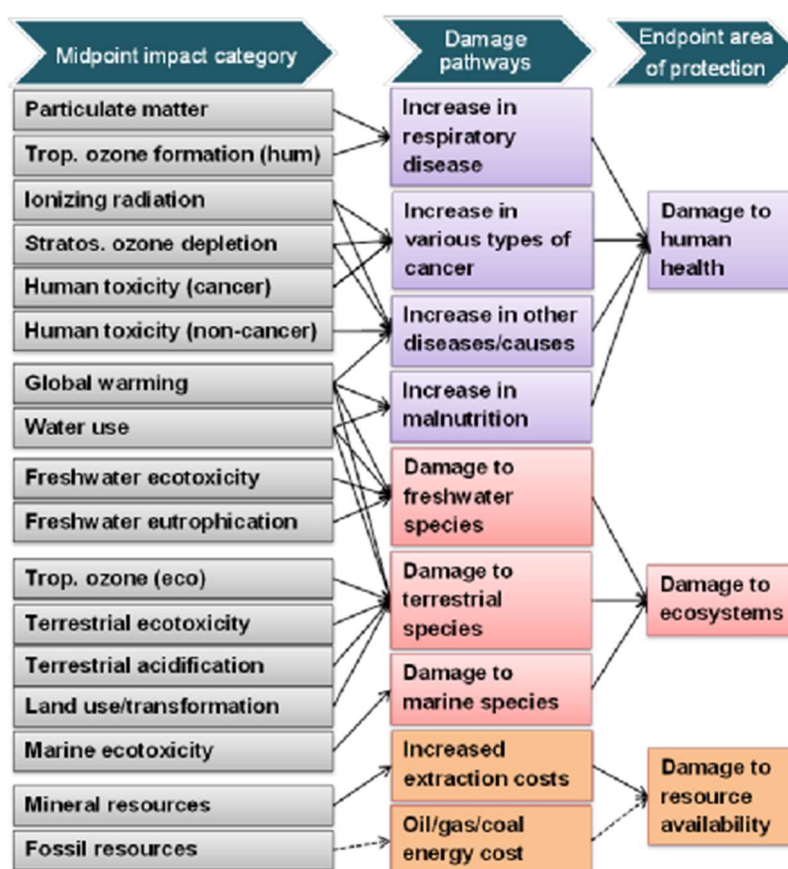 Midpoint impact category
Damage
pathways
Endpoint area
of protection
Particulate matter
Trop. ozone formation (hum)
Ionizing radiation
Stratos. ozone depletion
Human toxicity (cancer)
Human toxicity (non-cancer)
Global warming
Water use
Freshwater ecotoxicity
Freshwater eutrophication
Trop. ozone (eco)
Terrestrial ecotoxicity
Terrestrial acidification
Land use/transformation
Marine ecotoxicity
Mineral resources
Fossil resources
Increase in
respiratory
disease
Increase in
various types of
cancer
Increase in other
diseases/causes
Increase in
malnutrition
Damage to
freshwater
species
Damage to
terrestrial
species
Damage to
marine species
Increased
extraction costs
Oil/gas/coal
energy cost
Damage to
human
health
Damage to
ecosystems
Damage to
resource
availability